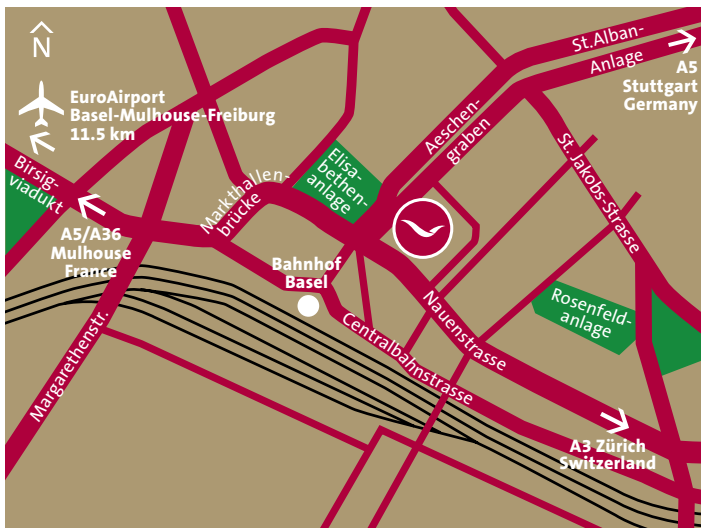 N
EuroAirport
Basel-Mulhouse-Freiburg
11.5 km
St.Alban-
Anlage
A5
Stuttgart
Germany
Aeschen-
graben
St.Jakobs-Strasse
Birsig-
viadukt
Elisa-
bethen-
anlage
Markthallen-
brücke
A5/A36
Mulhouse
France
Bahnhof
Basel
Nauenstrasse
Rosenfeld-
anlage
Margarethenstr.
Centralbahnstrasse
A3 Zürich
Switzerland